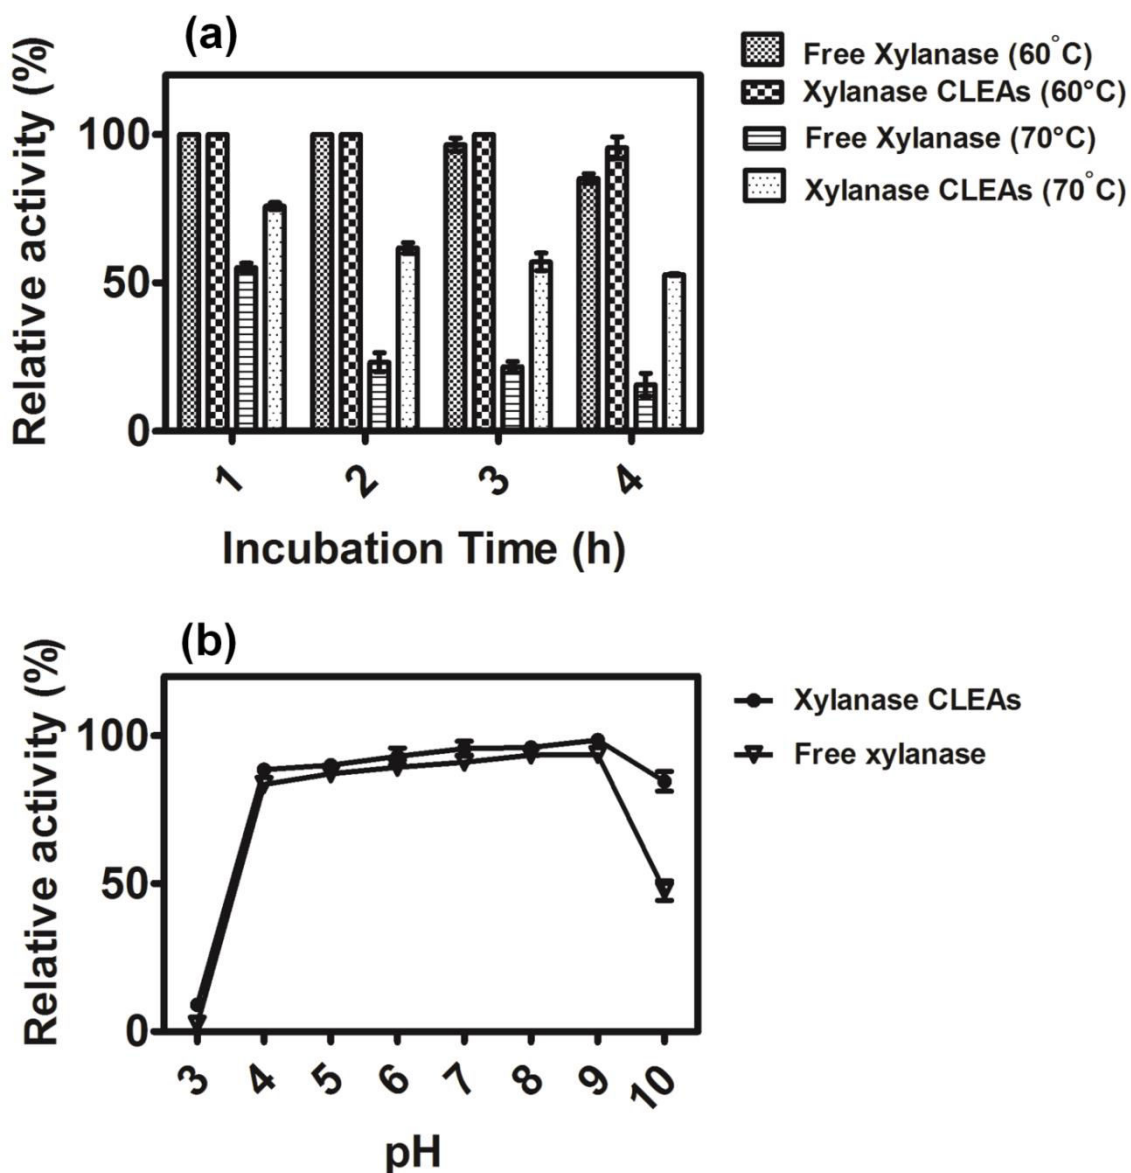 (a)
Relative activity (%)
100
50
0
1 2 3 4
Incubation Time (h)
Free Xylanase (60°C)
Xylanase CLEAs (60°C)
Free Xylanase (70°C)
Xylanase CLEAs (70°C)
(b)
Relative activity (%)
100
50
0
3 4 5 6 7 8 9 10
pH
Xylanase CLEAs
Free xylanase